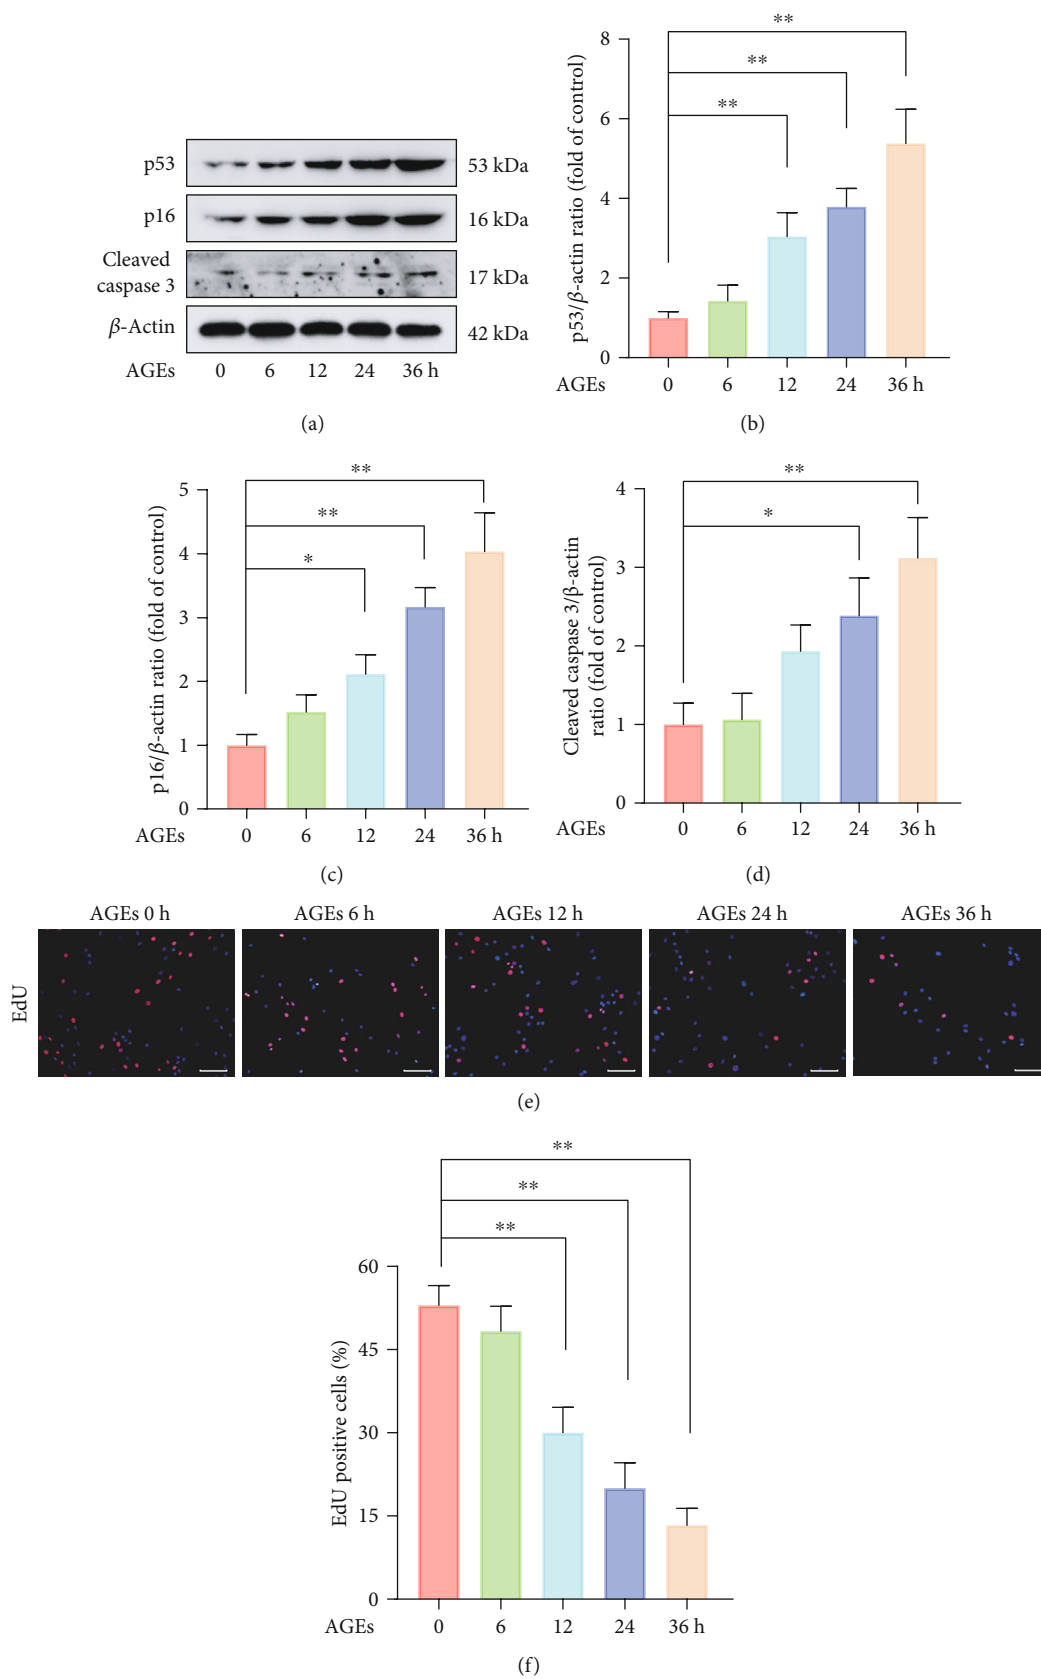 p53
53 kDa
p16
16 kDa
Cleaved
caspase 3
17 kDa
β-Actin
42 kDa
AGEs 0 6 12 24 36 h
(a)
p53/β-actin ratio (fold of control)
8
6
4
2
0
** 
**
**
AGEs 0 6 12 24 36 h
(b)
p16/β-actin ratio (fold of control)
5
4
3
2
1
0
**
**
*
AGEs 0 6 12 24 36 h
(c)
Cleaved caspase 3/β-actin
ratio (fold of control)
4
3
2
1
0
**
*
AGEs 0 6 12 24 36 h
(d)
AGEs 0 h
AGEs 6 h
AGEs 12 h
AGEs 24 h
AGEs 36 h
EdU
(e)
EdU positive cells (%)
60
45
30
15
0
**
**
**
AGEs 0 6 12 24 36 h
(f)